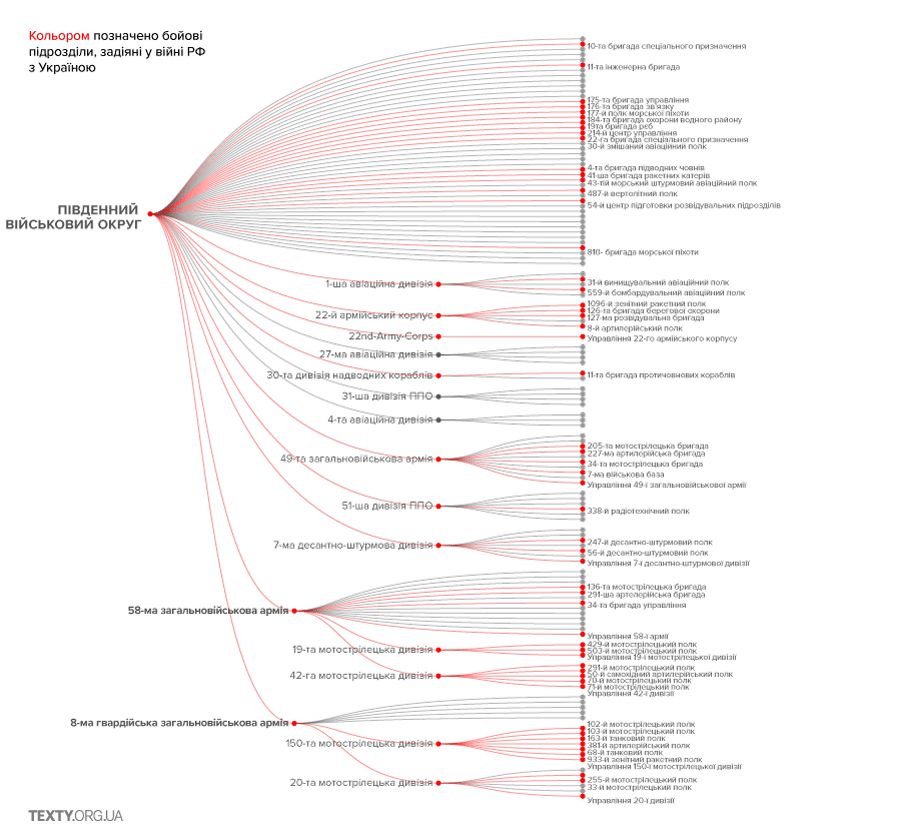 Кольором позначено бойові
підрозділи, задіяні у війні РФ
з Україною
10-та бригада спеціального призначення
11-та інженерна бригада
175-та бригада управління
176-та бригада зв'язку
177-й полк морської піхоти
184-та бригада охорони водного району
19та бригада реб
214-й центр управління
22-га бригада спеціального призначення
30-й змішаний авіаційний полк
4-та бригада підводних човнів
41-ша бригада ракетних катерів
43-тій морський штурмовий авіаційний полк
487-й вертолітний полк
54-й центр підготовки розвідувальних підрозділів
810- бригада морської піхоти
ПІВДЕННИЙ
ВІЙСЬКОВИЙ ОКРУГ
1-ша авіаційна дивізія
31-й винищувальний авіаційний полк
559-й бомбардувальний авіаційний полк
22-й армійський корпус
1096-й зенітний ракетний полк
126-та бригада берегової охорони
127-ма розвідувальна бригада
8-й артилерійський полк
22nd-Army-Corps
Управління 22-го армійського корпусу
27-ма авіаційна дивізія
30-та дивізія надводних кораблів
11-та бригада протичовнових кораблів
31-ша дивізія ППО
4-та авіаційна дивізія
49-та загальновійськова армія
205-та мотострілецька бригада
227-ма артилерійська бригада
34-та мотострілецька бригада
7-ма військова база
Управління 49-ї загальновійськової армії
51-ша дивізія ППО
338-й радіотехнічний полк
7-ма десантно-штурмова дивізія
247-й десантно-штурмовий полк
56-й десантно-штурмовий полк
Управління 7-ї десантно-штурмової дивізії
58-ма загальновійськова армія
136-та мотострілецька бригада
291-ша артелерійська бригада
34-та бригада управління
Управління 58-ї армії
19-та мотострілецька дивізія
429-й мотострілецький полк
503-й мотострілецький полк
Управління 19-ї мотострілецької дивізії
42-га мотострілецька дивізія
291-й мотострілецький полк
50-й самохідний артилерійський полк
70-й мотострілецький полк
71-й мотострілецький полк
Управління 42-ї дивізії
8-ма гвардійська загальновійськова армія
150-та мотострілецька дивізія
102-й мотострілецький полк
103-й мотострілецький полк
163-й танковий полк
381-й артилерійський полк
68-й танковий полк
933-й зенітний ракетний полк
Управління 150-ї мотострілецької дивізії
20-та мотострілецька дивізія
255-й мотострілецький полк
33-й мотострілецький полк
Управління 20-ї дивізії
TEXTY.ORG.UA